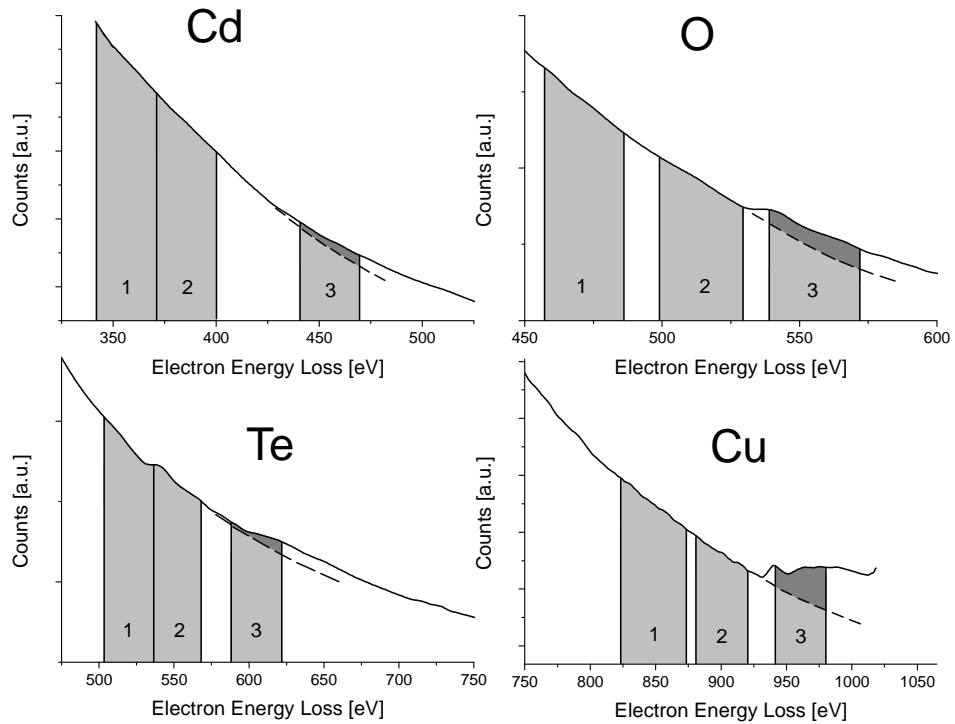 Cd
Counts [a.u.]
1 2 3
350 400 450 500
Electron Energy Loss [eV]
O
Counts [a.u.]
1 2 3
450 500 550 600
Electron Energy Loss [eV]
Te
Counts [a.u.]
1 2 3
500 550 600 650 700 750
Electron Energy Loss [eV]
Cu
Counts [a.u.]
1 2 3
750 800 850 900 950 1000 1050
Electron Energy Loss [eV]